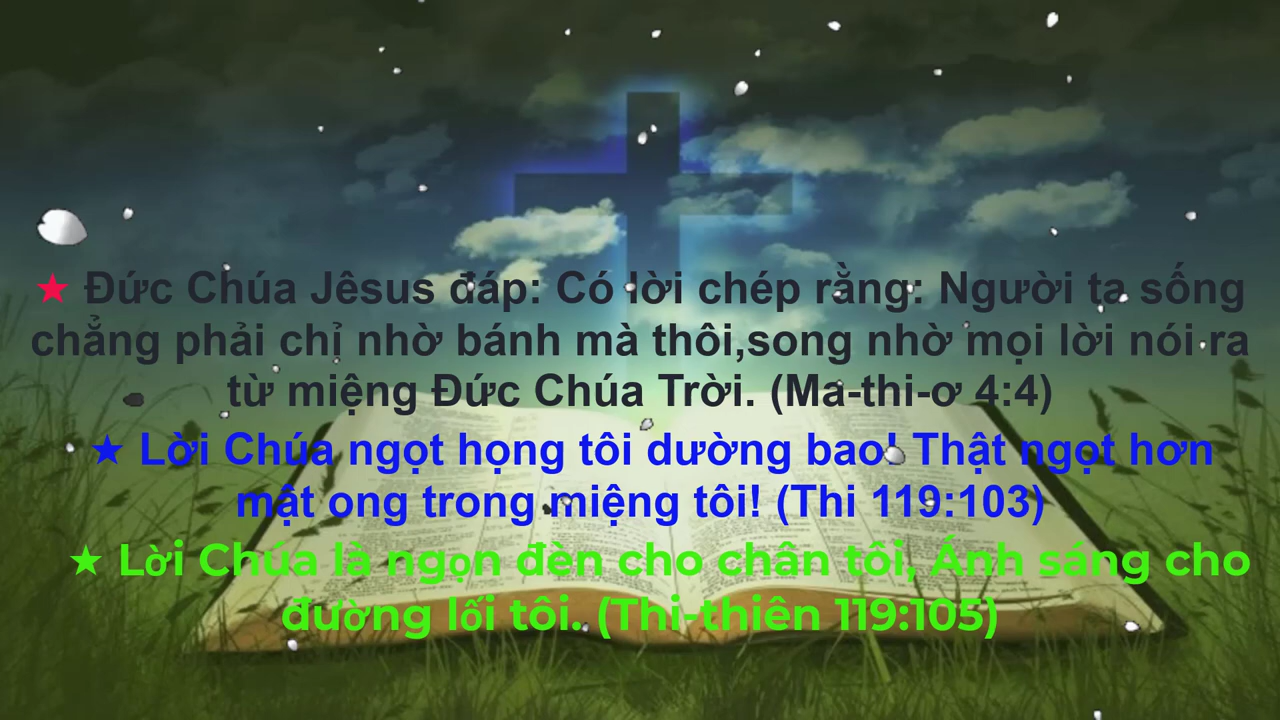 ★ Đức Chúa Jêsus đáp: Có lời chép rằng: Người ta sống
chẳng phải chỉ nhờ bánh mà thôi,song nhờ mọi lời nói ra
từ miệng Đức Chúa Trời. (Ma-thi-ơ 4:4)
★ Lời Chúa ngọt họng tôi dường bao! Thật ngọt hơn
mật ong trong miệng tôi! (Thi 119:103)
★ Lời Chúa là ngọn đèn cho chân tôi, Ánh sáng cho
đường lối tôi. (Thi-thiên 119:105)